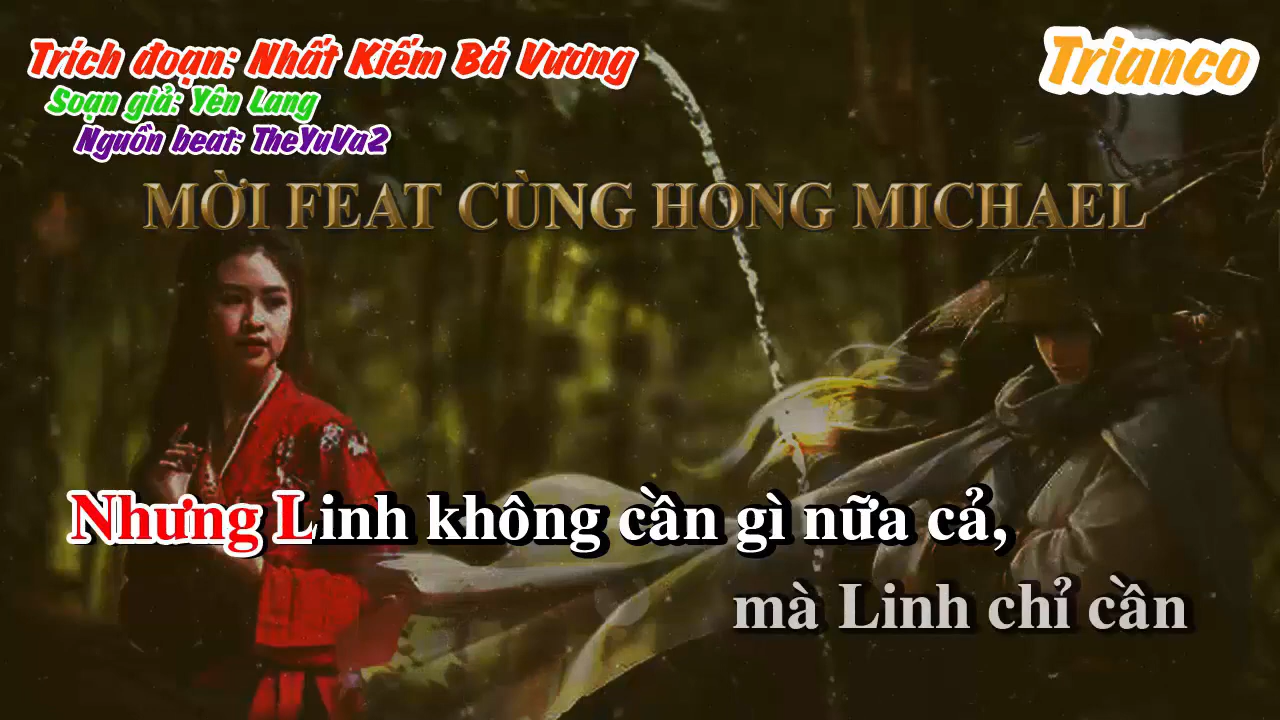 Trích đoạn: Nhất Kiếm Bá Vương
Trianco
Soạn giả: Yên Lang
Nguồn beat: TheYuVa2
MỜI FEAT CÙNG HONG MICHAEL
Nhưng Linh không cần gì nữa cả,
mà Linh chỉ cần